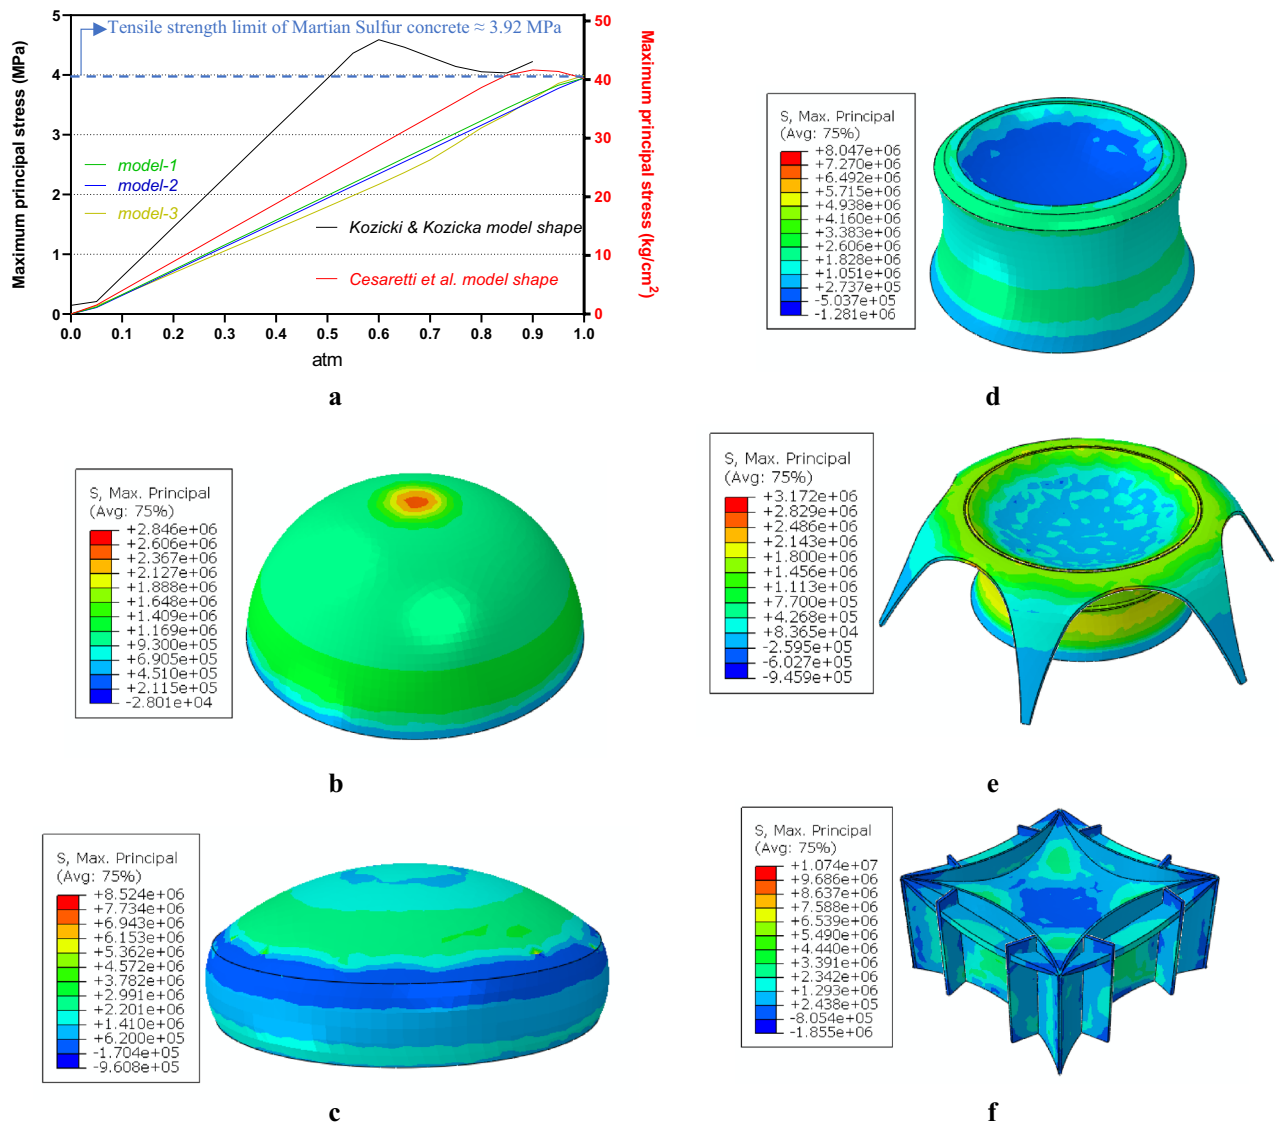 5
4
3
2
1
0
Maximum principal stress (MPa)
Tensile strength limit of Martian Sulfur concrete ≈ 3.92 MPa
model-1
model-2
model-3
Kozicki & Kozicka model shape
Cesaretti et al. model shape
50
40
30
20
10
0
Maximum principal stress (kg/cm²)
0.0 0.1 0.2 0.3 0.4 0.5 0.6 0.7 0.8 0.9 1.0
atm
a
S, Max. Principal
(Avg: 75%)
+8.047e+06
+7.270e+06
+6.492e+06
+5.715e+06
+4.938e+06
+4.160e+06
+3.383e+06
+2.606e+06
+1.828e+06
+1.051e+06
+2.737e+05
-5.037e+05
-1.281e+06
d
S, Max. Principal
(Avg: 75%)
+2.846e+06
+2.606e+06
+2.367e+06
+2.127e+06
+1.888e+06
+1.648e+06
+1.409e+06
+1.169e+06
+9.300e+05
+6.905e+05
+4.510e+05
+2.115e+05
-2.801e+04
b
S, Max. Principal
(Avg: 75%)
+3.172e+06
+2.829e+06
+2.486e+06
+2.143e+06
+1.800e+06
+1.456e+06
+1.113e+06
+7.700e+05
+4.268e+05
+8.365e+04
-2.595e+05
-6.027e+05
-9.459e+05
e
S, Max. Principal
(Avg: 75%)
+8.524e+06
+7.734e+06
+6.943e+06
+6.153e+06
+5.362e+06
+4.572e+06
+3.782e+06
+2.991e+06
+2.201e+06
+1.410e+06
+6.200e+05
-1.704e+05
-9.608e+05
c
S, Max. Principal
(Avg: 75%)
+1.074e+07
+9.686e+06
+8.637e+06
+7.588e+06
+6.539e+06
+5.490e+06
+4.440e+06
+3.391e+06
+2.342e+06
+1.293e+06
+2.438e+05
-8.054e+05
-1.855e+06
f